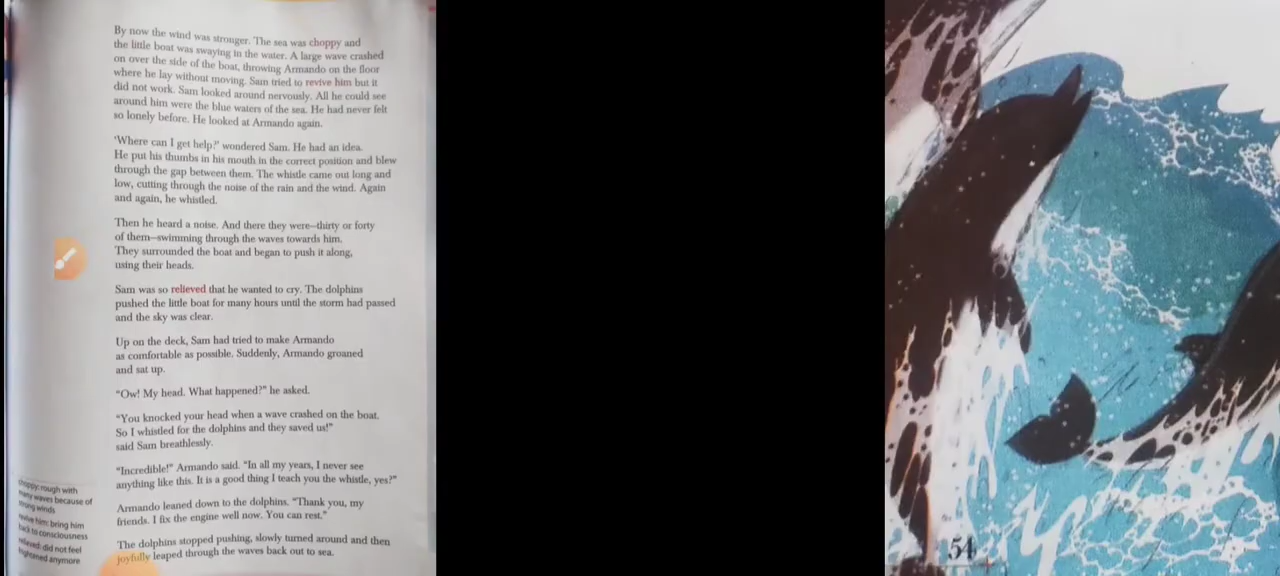 By now the wind was stronger. The sea was choppy and
the little boat was swaying in the water. A large wave crashed
on over the side of the boat, throwing Armando on the floor
where he lay without moving. Sam tried to revive him but it
did not work. Sam looked around nervously. All he could see
around him were the blue waters of the sea. He had never felt
so lonely before. He looked at Armando again.
'Where can I get help?' wondered Sam. He had an idea.
He put his thumbs in his mouth in the correct position and blew
through the gap between them. The whistle came out long and
low, cutting through the noise of the rain and the wind. Again
and again, he whistled.
Then he heard a noise. And there they were—thirty or forty
of them—swimming through the waves towards him.
They surrounded the boat and began to push it along,
using their heads.
Sam was so relieved that he wanted to cry. The dolphins
pushed the little boat for many hours until the storm had passed
and the sky was clear.
Up on the deck, Sam had tried to make Armando
as comfortable as possible. Suddenly, Armando groaned
and sat up.
“Ow! My head. What happened?” he asked.
“You knocked your head when a wave crashed on the boat.
So I whistled for the dolphins and they saved us!”
said Sam breathlessly.
“Incredible!” Armando said. “In all my years, I never see
anything like this. It is a good thing I teach you the whistle, yes?”
Armando leaned down to the dolphins. “Thank you, my
friends. I fix the engine well now. You can rest.”
The dolphins stopped pushing, slowly turned around and then
joyfully leaped through the waves back out to sea.
choppy: rough with
many waves because of
strong winds
revive him: bring him
back to consciousness
relieved: did not feel
frightened anymore
54